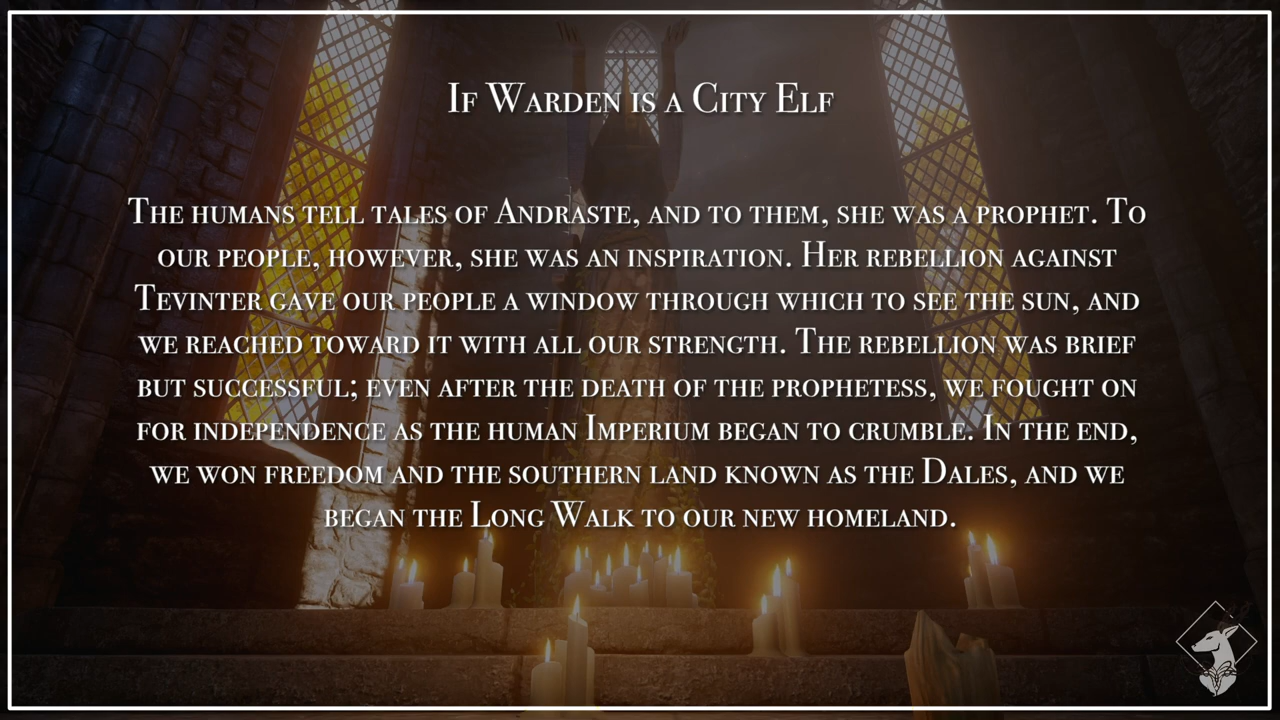 If Warden is a City Elf
The humans tell tales of Andraste, and to them, she was a prophet. To
our people, however, she was an inspiration. Her rebellion against
Tevinter gave our people a window through which to see the sun, and
we reached toward it with all our strength. The rebellion was brief
but successful; even after the death of the prophetess, we fought on
for independence as the human Imperium began to crumble. In the end,
we won freedom and the southern land known as the Dales, and we
began the Long Walk to our new homeland.